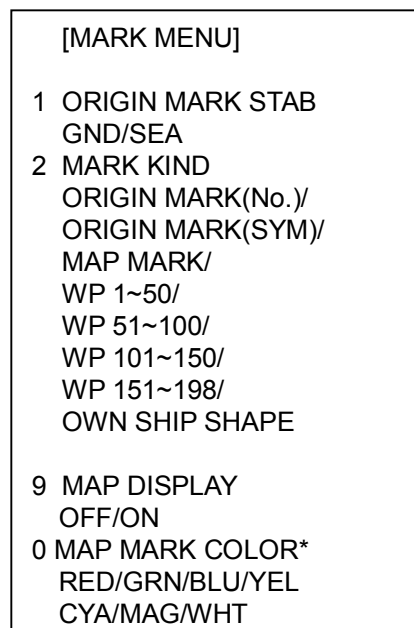 [MARK MENU]
1 ORIGIN MARK STAB
GND/SEA
2 MARK KIND
ORIGIN MARK(No.)/
ORIGIN MARK(SYM)/
MAP MARK/
WP 1~50/
WP 51~100/
WP 101~150/
WP 151~198/
OWN SHIP SHAPE
9 MAP DISPLAY
OFF/ON
0 MAP MARK COLOR*
RED/GRN/BLU/YEL
CYA/MAG/WHT